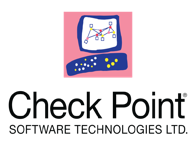 Check Point®
SOFTWARE TECHNOLOGIES LTD.